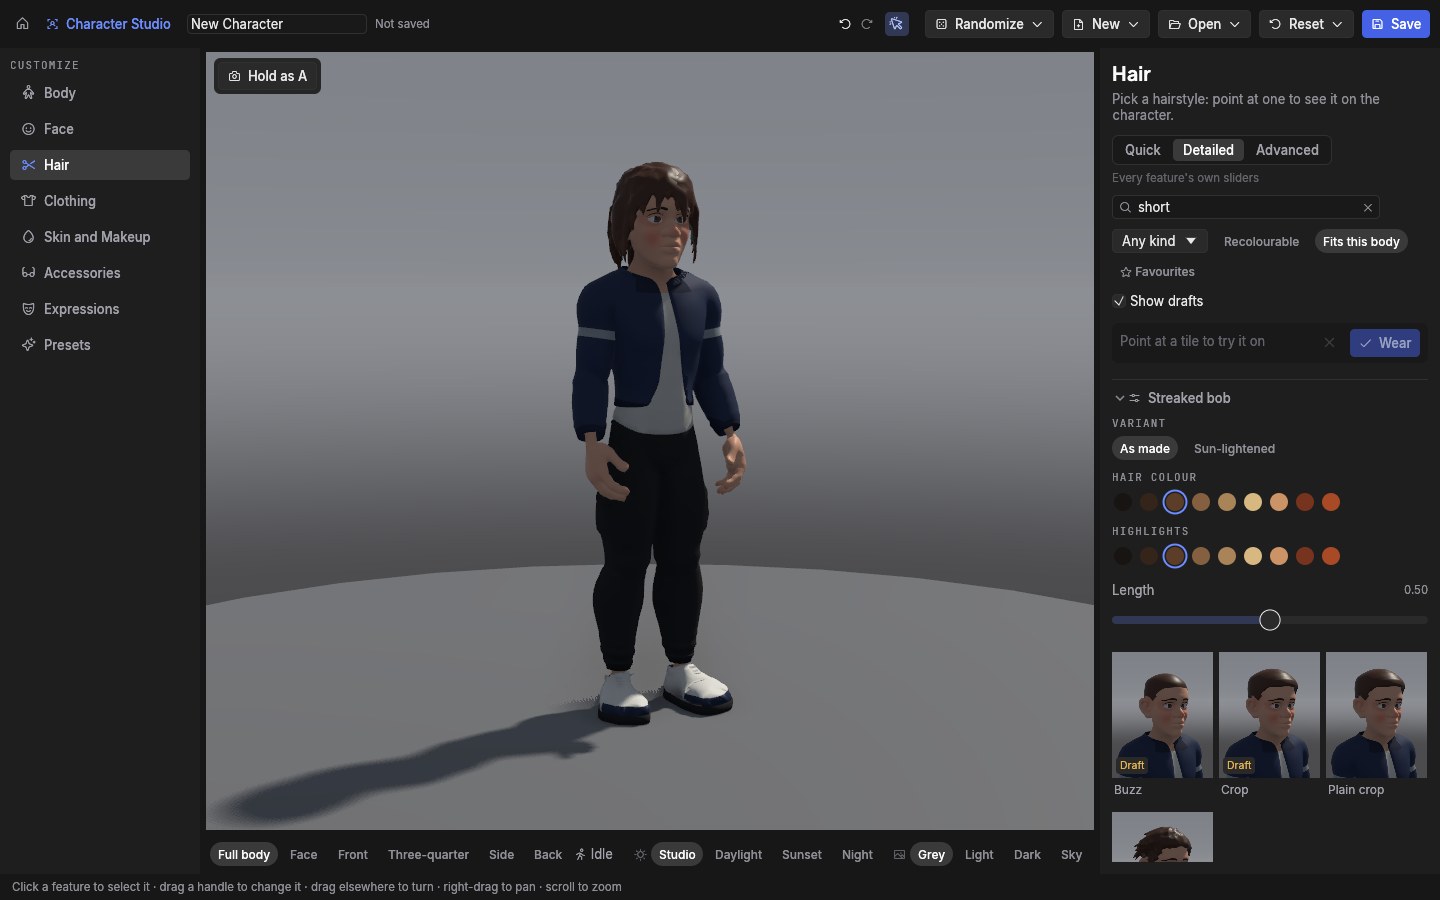 Character Studio
New Character
Not saved
Randomize
New
Open
Reset
Save
CUSTOMIZE
Body
Face
Hair
Clothing
Skin and Makeup
Accessories
Expressions
Presets
Hold as A
Full body
Face
Front
Three-quarter
Side
Back
Idle
Studio
Daylight
Sunset
Night
Grey
Light
Dark
Sky
Hair
Pick a hairstyle: point at one to see it on the
character.
Quick
Detailed
Advanced
Every feature's own sliders
short
Any kind
Recolourable
Fits this body
Favourites
Show drafts
Point at a tile to try it on
Wear
Streaked bob
VARIANT
As made
Sun-lightened
HAIR COLOUR
HIGHLIGHTS
Length
0.50
Draft
Draft
Buzz
Crop
Plain crop
Click a feature to select it · drag a handle to change it · drag elsewhere to turn · right-drag to pan · scroll to zoom